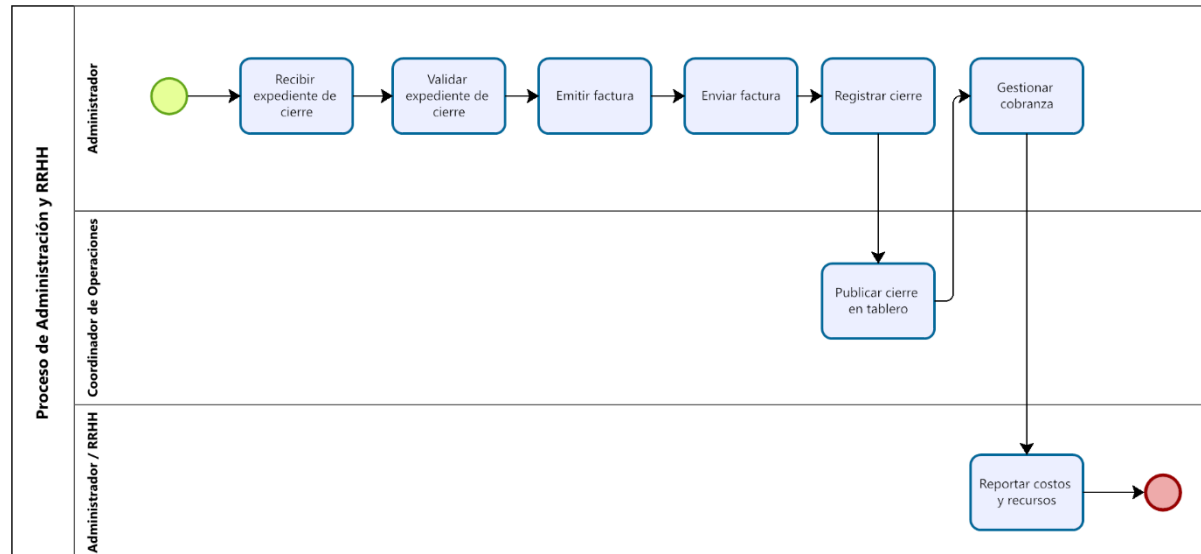 Proceso de Administración y RRHH
Administrador
Recibir
expediente de
cierre
Validar
expediente de
cierre
Emitir factura
Enviar factura
Registrar cierre
Gestionar
cobranza
Coordinador de Operaciones
Publicar cierre
en tablero
Administrador / RRHH
Reportar costos
y recursos